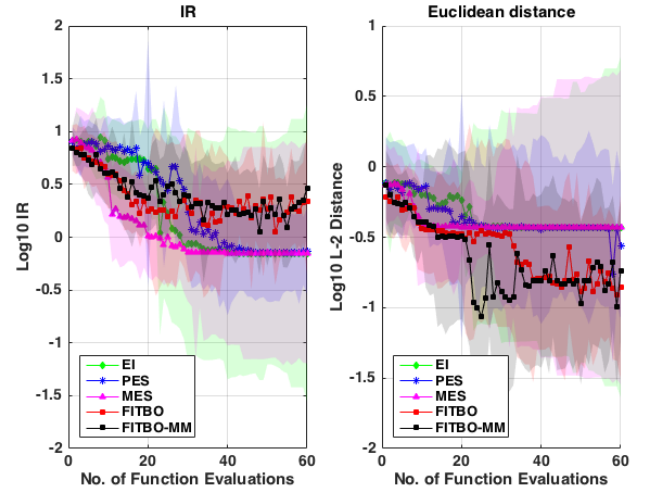 IR
Log10 IR
2
1.5
1
0.5
0
-0.5
-1
-1.5
-2
0
20
40
60
No. of Function Evaluations
EI
PES
MES
FITBO
FITBO-MM
Euclidean distance
Log10 L-2 Distance
1
0.5
0
-0.5
-1
-1.5
-2
0
20
40
60
No. of Function Evaluations
EI
PES
MES
FITBO
FITBO-MM